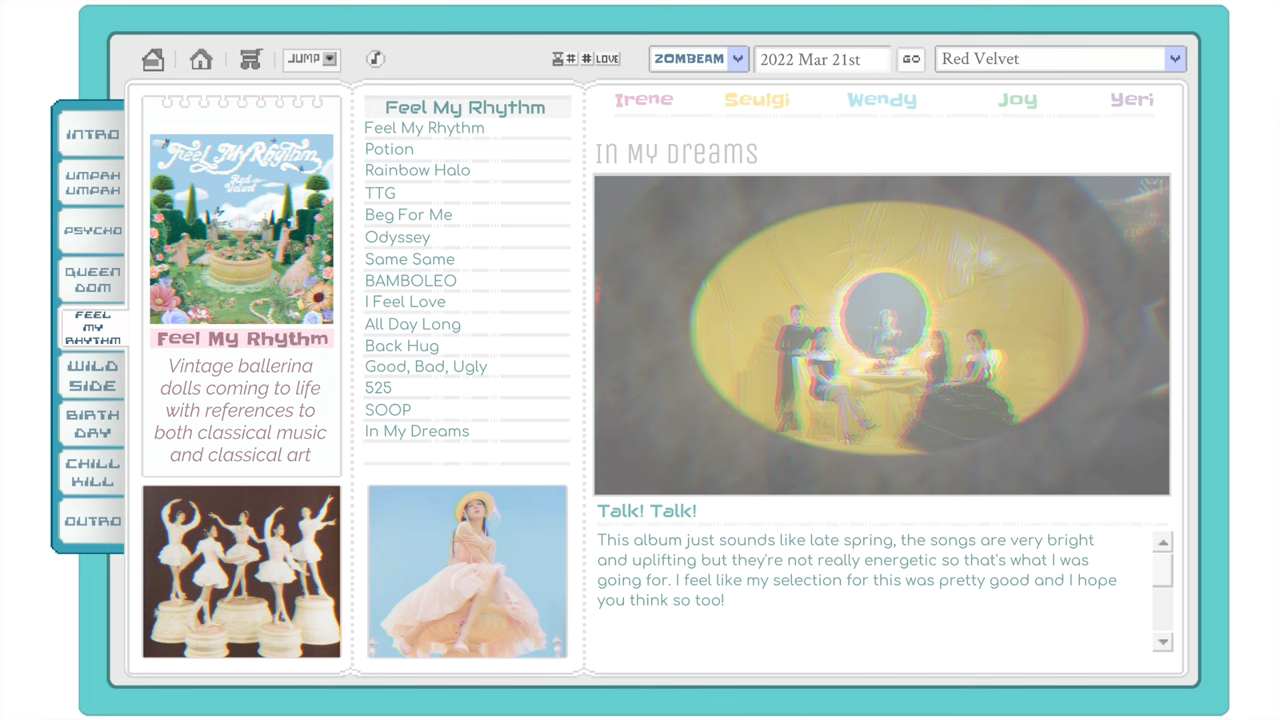 JUMP
# # LOVE
ZOMBEAM
2022 Mar 21st
GO
Red Velvet
INTRO
UMPAH
UMPAH
PSYCHO
QUEEN
DOM
FEEL
MY
RHYTHM
WILD
SIDE
BIRTH
DAY
CHILL
KILL
OUTRO
Feel My Rhythm
Red
Velvet
Feel My Rhythm
Vintage ballerina
dolls coming to life
with references to
both classical music
and classical art
Feel My Rhythm
Feel My Rhythm
Potion
Rainbow Halo
TTG
Beg For Me
Odyssey
Same Same
BAMBOLEO
I Feel Love
All Day Long
Back Hug
Good, Bad, Ugly
525
SOOP
In My Dreams
Irene Seulgi Wendy Joy Yeri
In My Dreams
Talk! Talk!
This album just sounds like late spring, the songs are very bright
and uplifting but they're not really energetic so that's what I was
going for. I feel like my selection for this was pretty good and I hope
you think so too!